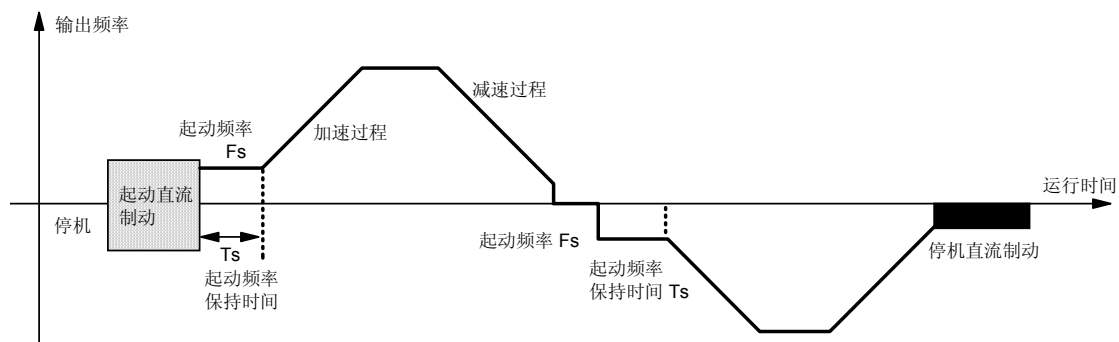 输出频率
减速过程
起动频率
Fs
加速过程
运行时间
起动直流
制动
停机
起动频率 Fs
停机直流制动
Ts
起动频率
保持时间
起动频率
保持时间 Ts